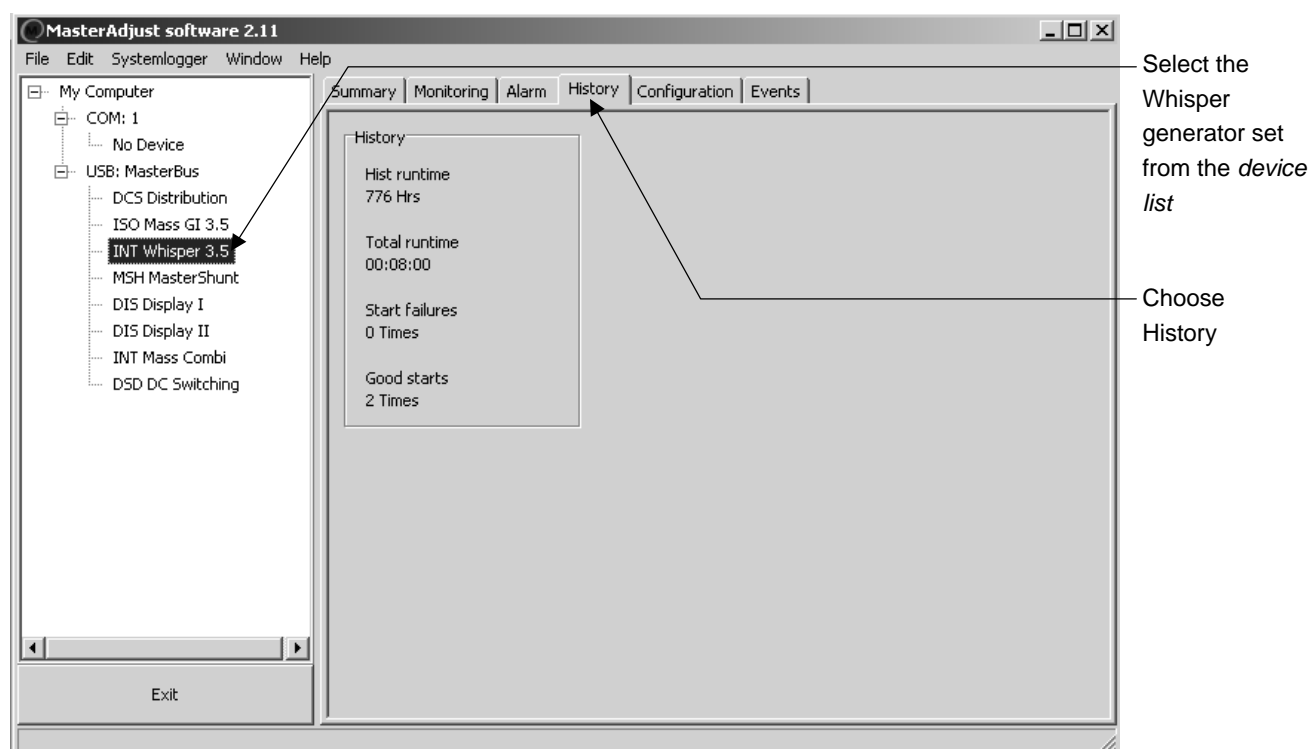 MasterAdjust software 2.11
File Edit Systemlogger Window Help
My Computer
COM: 1
No Device
USB: MasterBus
DCS Distribution
ISO Mass GI 3.5
INT Whisper 3.5
MSH MasterShunt
DIS Display I
DIS Display II
INT Mass Combi
DSD DC Switching
Exit
Summary Monitoring Alarm History Configuration Events
History
Hist runtime
776 Hrs
Total runtime
00:08:00
Start failures
0 Times
Good starts
2 Times
Select the
Whisper
generator set
from the device
list
Choose
History